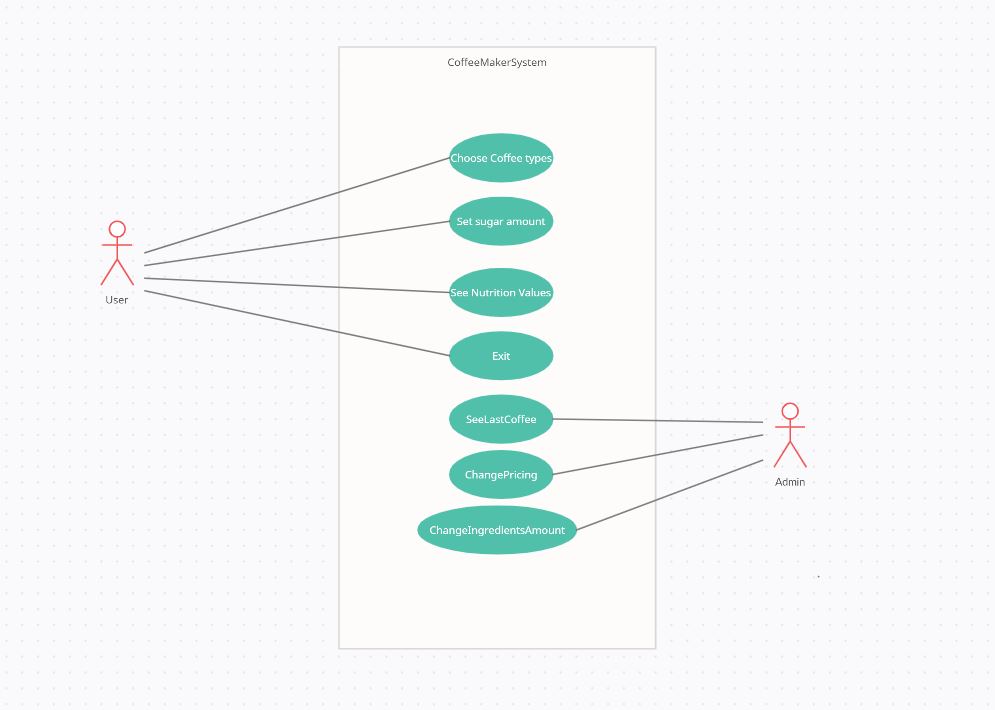 CoffeeMakerSystem
Choose Coffee types
Set sugar amount
See Nutrition Values
Exit
SeeLastCoffee
ChangePricing
ChangeIngredientsAmount
User
Admin